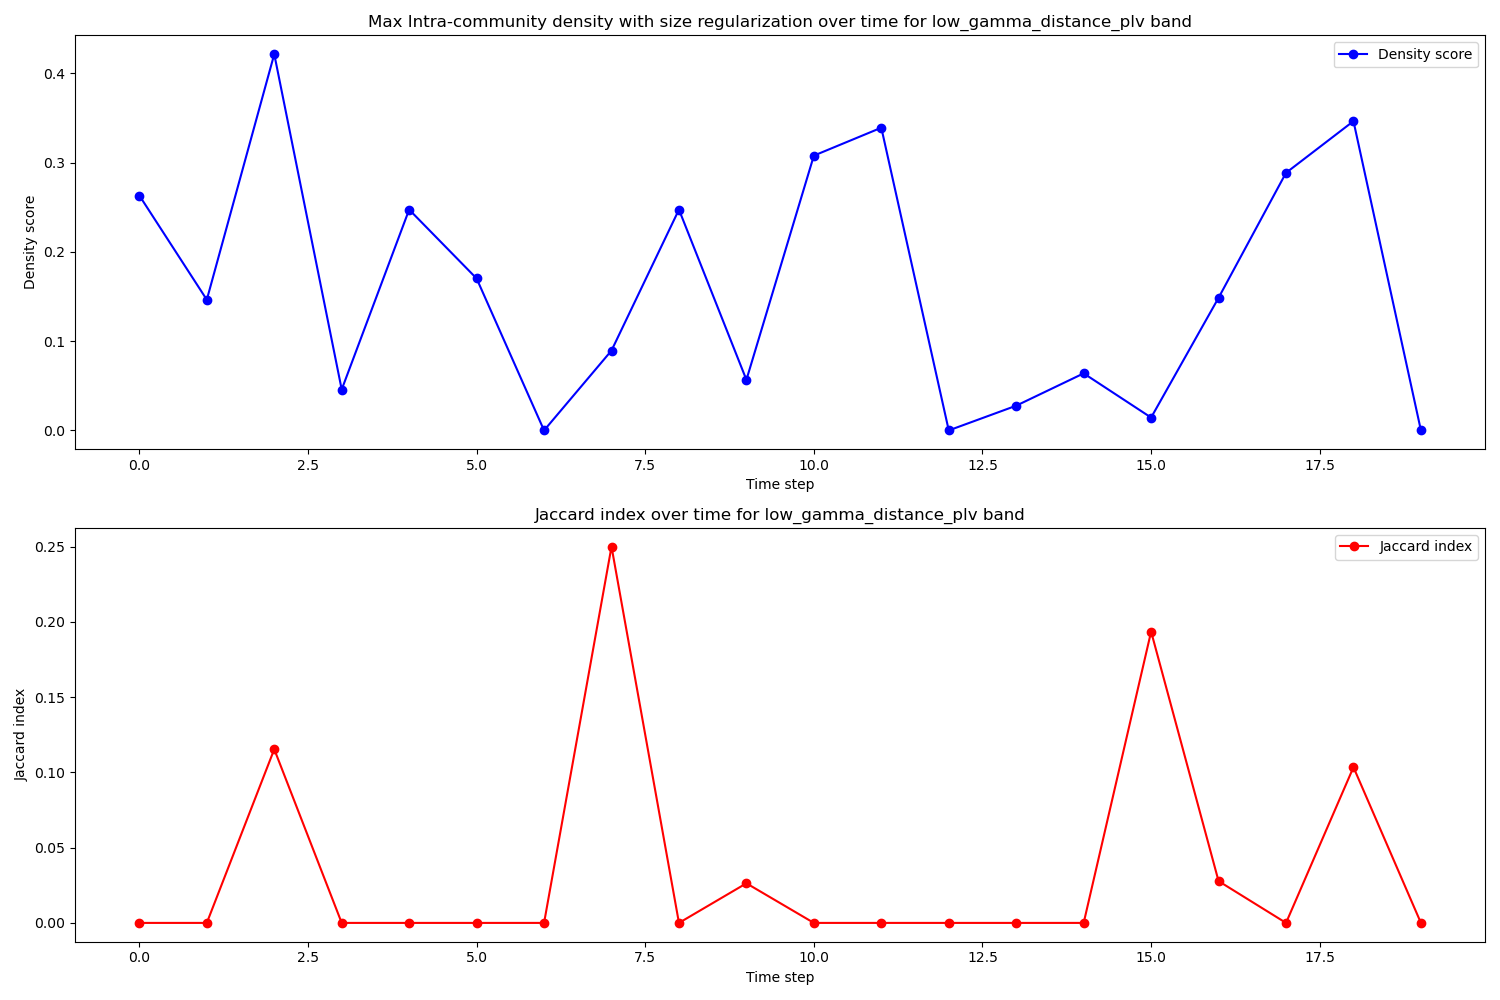 Max Intra-community density with size regularization over time for low_gamma_distance_plv band
Density score
0.4
0.3
0.2
0.1
0.0
Density score
0.0 2.5 5.0 7.5 10.0 12.5 15.0 17.5
Time step
Jaccard index over time for low_gamma_distance_plv band
Jaccard index
0.25
0.20
0.15
0.10
0.05
0.00
Jaccard index
0.0 2.5 5.0 7.5 10.0 12.5 15.0 17.5
Time step